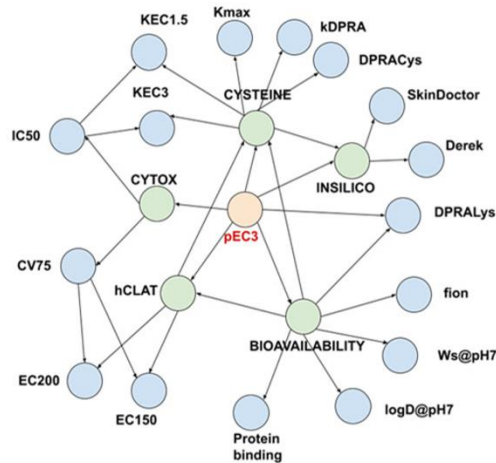 Kmax
KEC1.5
kDPRA
DPRACys
KEC3
CYSTEINE
SkinDoctor
IC50
Derek
CYTOX
INSILICO
DPRALys
pEC3
CV75
hCLAT
fion
BIOAVAILABILITY
Ws@pH7
EC200
EC150
logD@pH7
Protein
binding